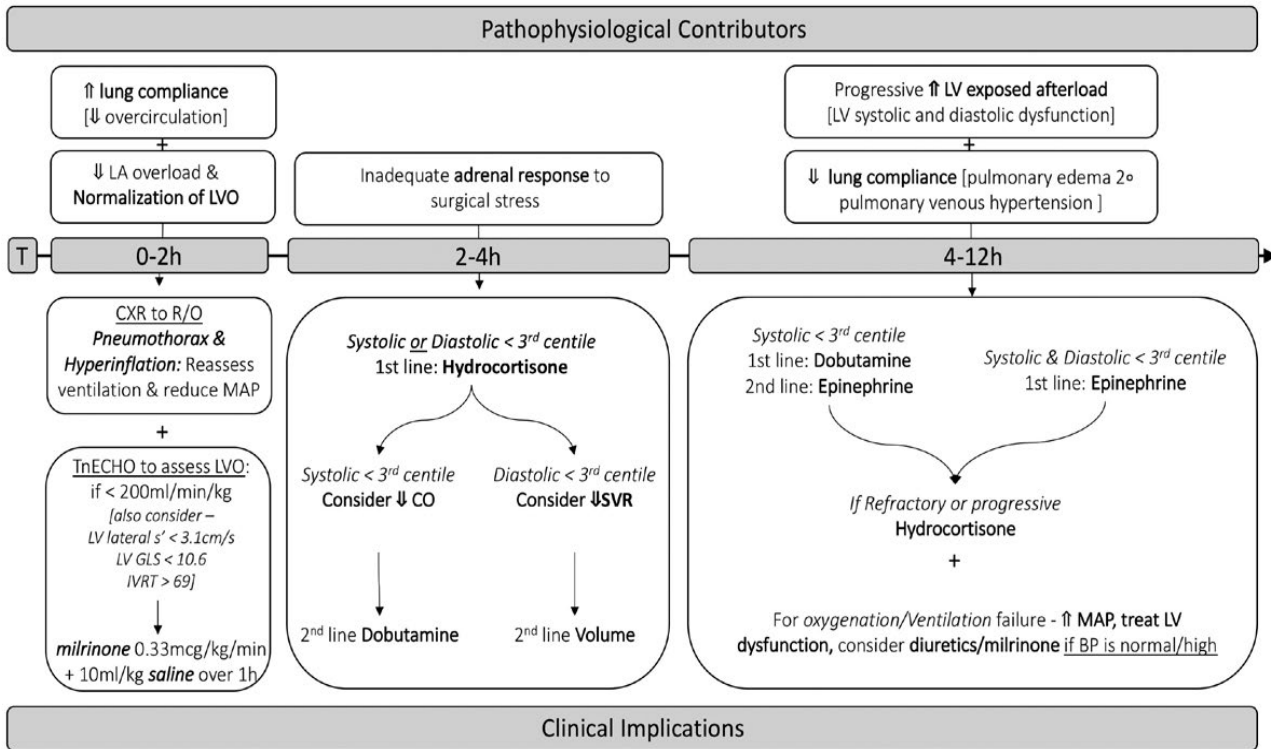 Pathophysiological Contributors
⇑ lung compliance
[⇓ overcirculation]
+
⇓ LA overload &
Normalization of LVO
Inadequate adrenal response to
surgical stress
Progressive ⇑ LV exposed afterload
[LV systolic and diastolic dysfunction]
+
⇓ lung compliance [pulmonary edema 2∘
pulmonary venous hypertension ]
T
0-2h
2-4h
4-12h
CXR to R/O
Pneumothorax &
Hyperinflation: Reassess
ventilation & reduce MAP
+
TnECHO to assess LVO:
if < 200ml/min/kg
[also consider –
LV lateral s’ < 3.1cm/s
LV GLS < 10.6
IVRT > 69]
milrinone 0.33mcg/kg/min
+ 10ml/kg saline over 1h
Systolic or Diastolic < 3rd centile
1st line: Hydrocortisone
Systolic < 3rd centile
Consider ⇓ CO
2nd line Dobutamine
Diastolic < 3rd centile
Consider ⇓SVR
2nd line Volume
Systolic < 3rd centile
1st line: Dobutamine
2nd line: Epinephrine
Systolic & Diastolic < 3rd centile
1st line: Epinephrine
If Refractory or progressive
Hydrocortisone
+
For oxygenation/Ventilation failure - ⇑ MAP, treat LV
dysfunction, consider diuretics/milrinone if BP is normal/high
Clinical Implications